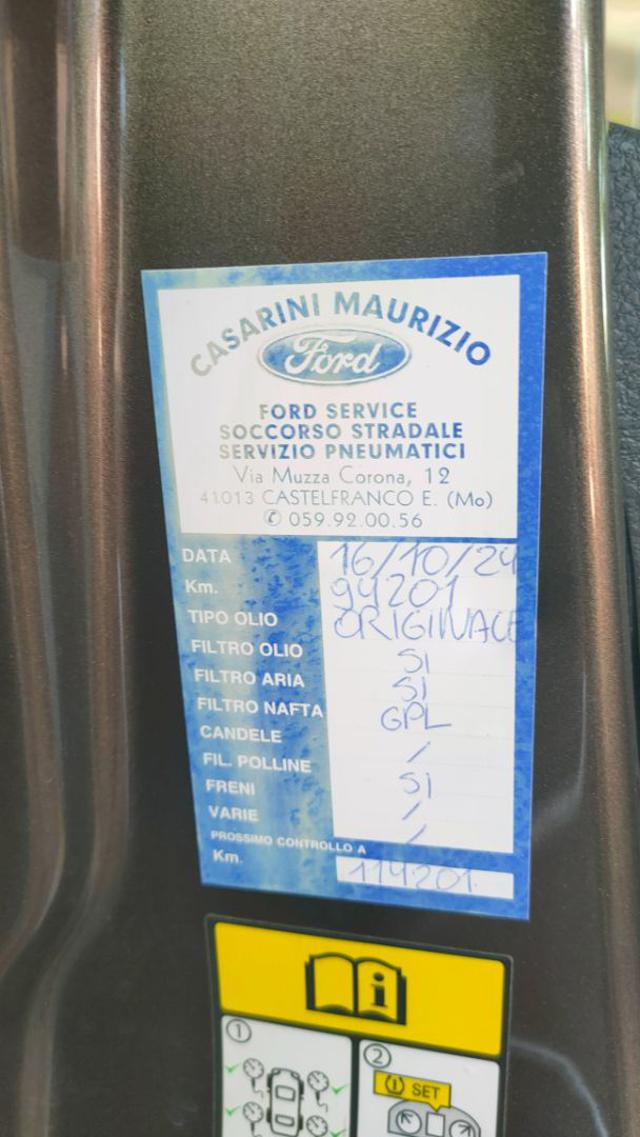 CASARINI MAURIZIO
Ford
FORD SERVICE
SOCCORSO STRADALE
SERVIZIO PNEUMATICI
Via Muzza Corona, 12
41013 CASTELFRANCO E. (Mo)
✆ 059.92.00.56
DATA 16/10/24
Km. 94201
TIPO OLIO ORIGINALE
FILTRO OLIO SI
FILTRO ARIA SI
FILTRO NAFTA GPL
CANDELE /
FIL. POLLINE SI
FRENI /
VARIE /
PROSSIMO CONTROLLO A
Km. 114201
i
1
2
SET